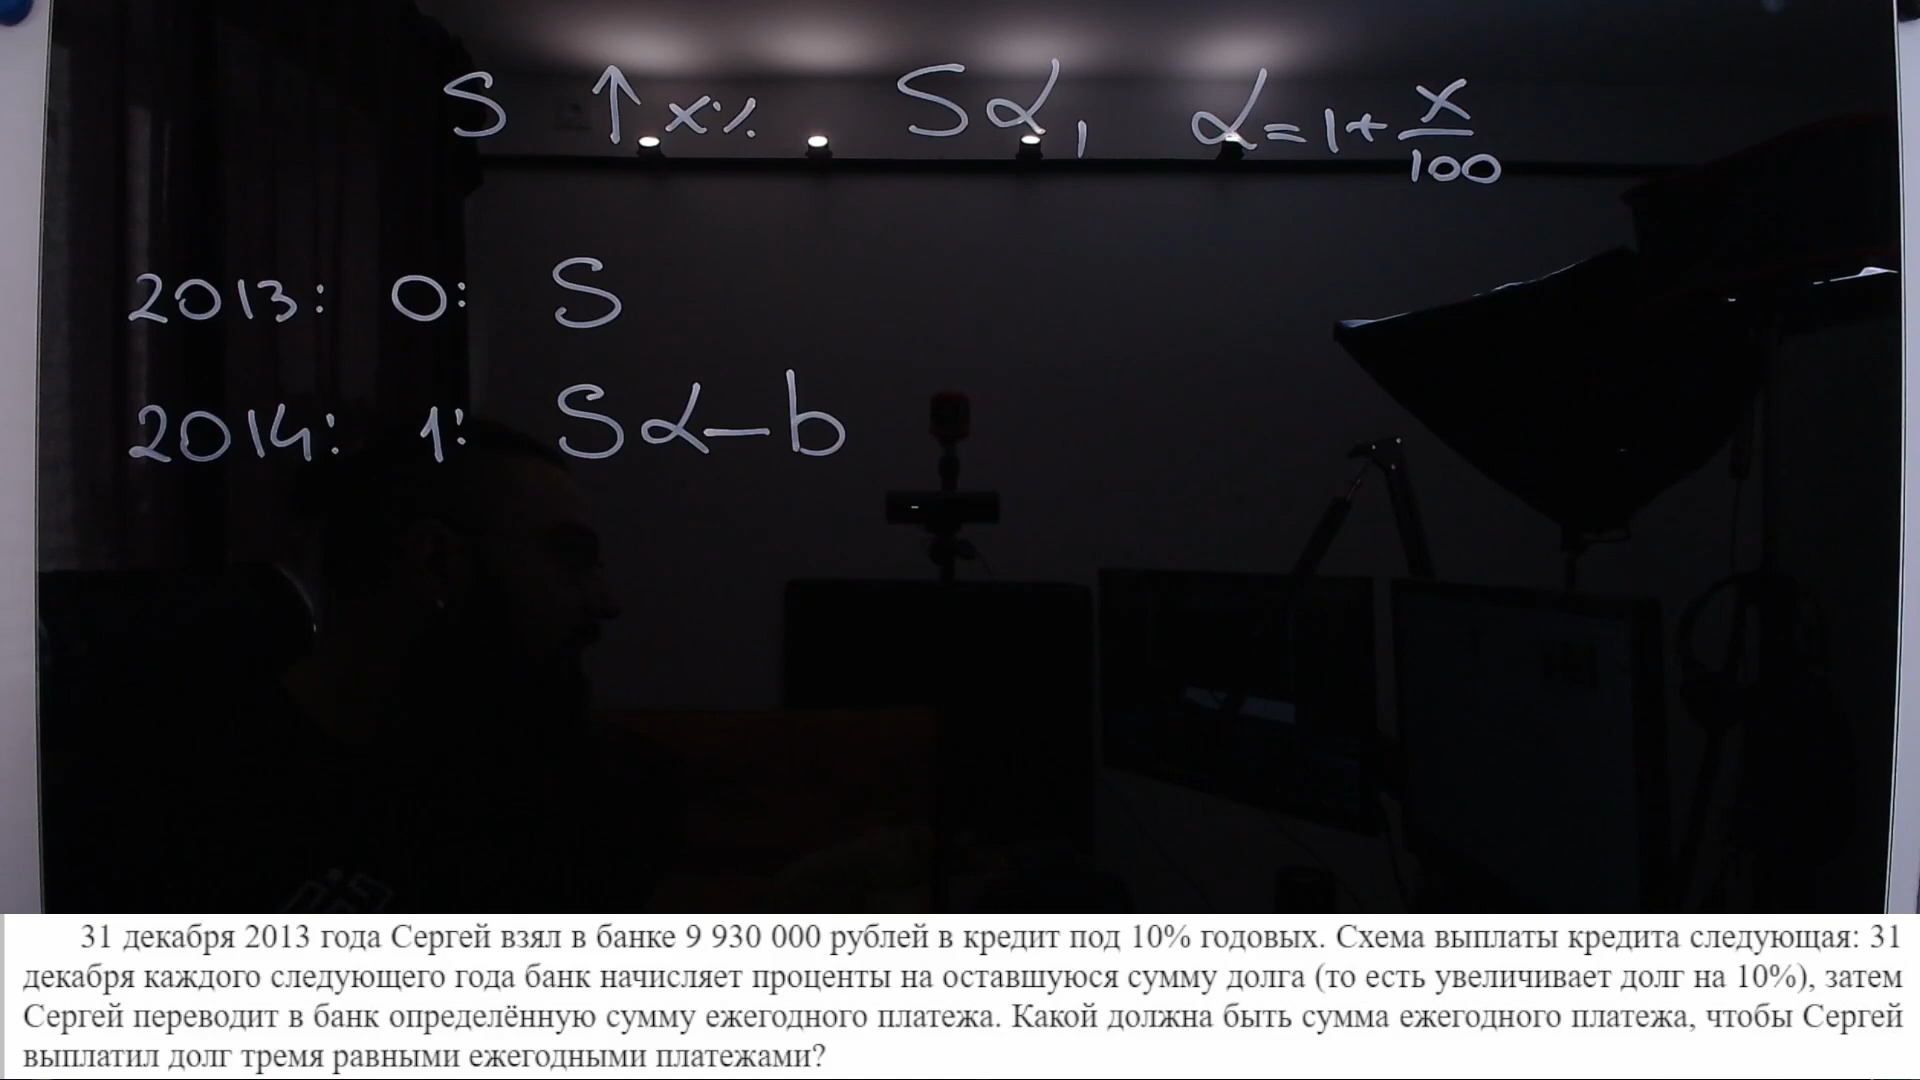 S ↑ x% Sα, α = 1 + x/100
2013: 0: S
2014: 1: Sα – b
31 декабря 2013 года Сергей взял в банке 9 930 000 рублей в кредит под 10% годовых. Схема выплаты кредита следующая: 31
декабря каждого следующего года банк начисляет проценты на оставшуюся сумму долга (то есть увеличивает долг на 10%), затем
Сергей переводит в банк определённую сумму ежегодного платежа. Какой должна быть сумма ежегодного платежа, чтобы Сергей
выплатил долг тремя равными ежегодными платежами?